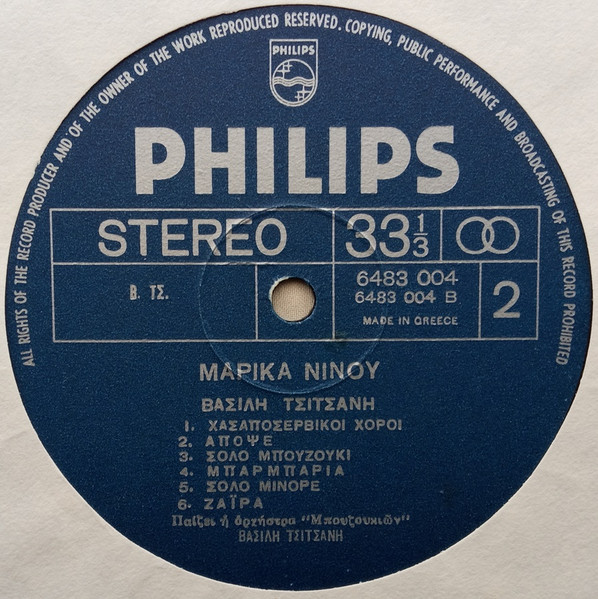 ALL RIGHTS OF THE RECORD PRODUCER AND OF THE OWNER OF THE WORK REPRODUCED RESERVED. COPYING, PUBLIC PERFORMANCE AND BROADCASTING OF THIS RECORD PROHIBITED
PHILIPS
PHILIPS
STEREO 33 1/3
Β. ΤΣ. 6483 004
6483 004 B 2
MADE IN GREECE
ΜΑΡΙΚΑ ΝΙΝΟΥ
ΒΑΣΙΛΗ ΤΣΙΤΣΑΝΗ
1. ΧΑΣΑΠΟΣΕΡΒΙΚΟΙ ΧΟΡΟΙ
2. ΑΠΟΨΕ
3. ΣΟΛΟ ΜΠΟΥΖΟΥΚΙ
4. ΜΠΑΡΜΠΑΡΙΑ
5. ΣΟΛΟ ΜΙΝΟΡΕ
6. ΖΑΪΡΑ
Παίζει ἡ ὀρχήστρα "Μπουζουκιῶν"
ΒΑΣΙΛΗ ΤΣΙΤΣΑΝΗ